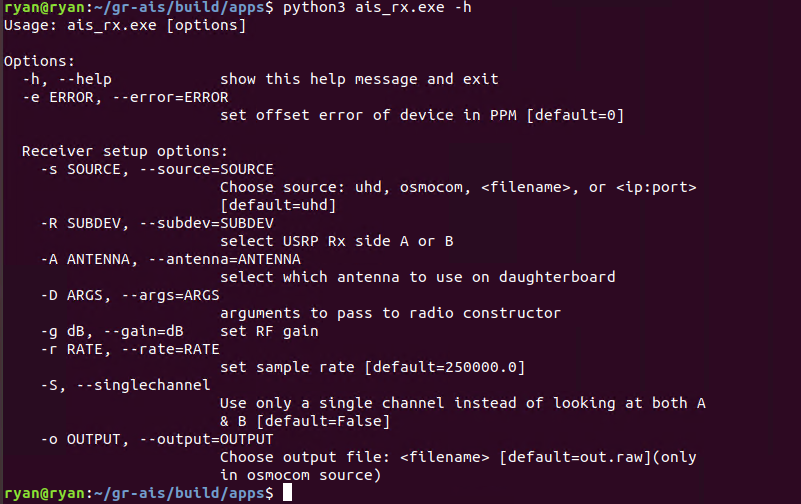 ryan@ryan:~/gr-ais/build/apps$ python3 ais_rx.exe -h
Usage: ais_rx.exe [options]
Options:
-h, --help show this help message and exit
-e ERROR, --error=ERROR
set offset error of device in PPM [default=0]
Receiver setup options:
-s SOURCE, --source=SOURCE
Choose source: uhd, osmocom, <filename>, or <ip:port>
[default=uhd]
-R SUBDEV, --subdev=SUBDEV
select USRP Rx side A or B
-A ANTENNA, --antenna=ANTENNA
select which antenna to use on daughterboard
-D ARGS, --args=ARGS
arguments to pass to radio constructor
-g dB, --gain=dB set RF gain
-r RATE, --rate=RATE
set sample rate [default=250000.0]
-S, --singlechannel
Use only a single channel instead of looking at both A
& B [default=False]
-o OUTPUT, --output=OUTPUT
Choose output file: <filename> [default=out.raw](only
in osmocom source)
ryan@ryan:~/gr-ais/build/apps$